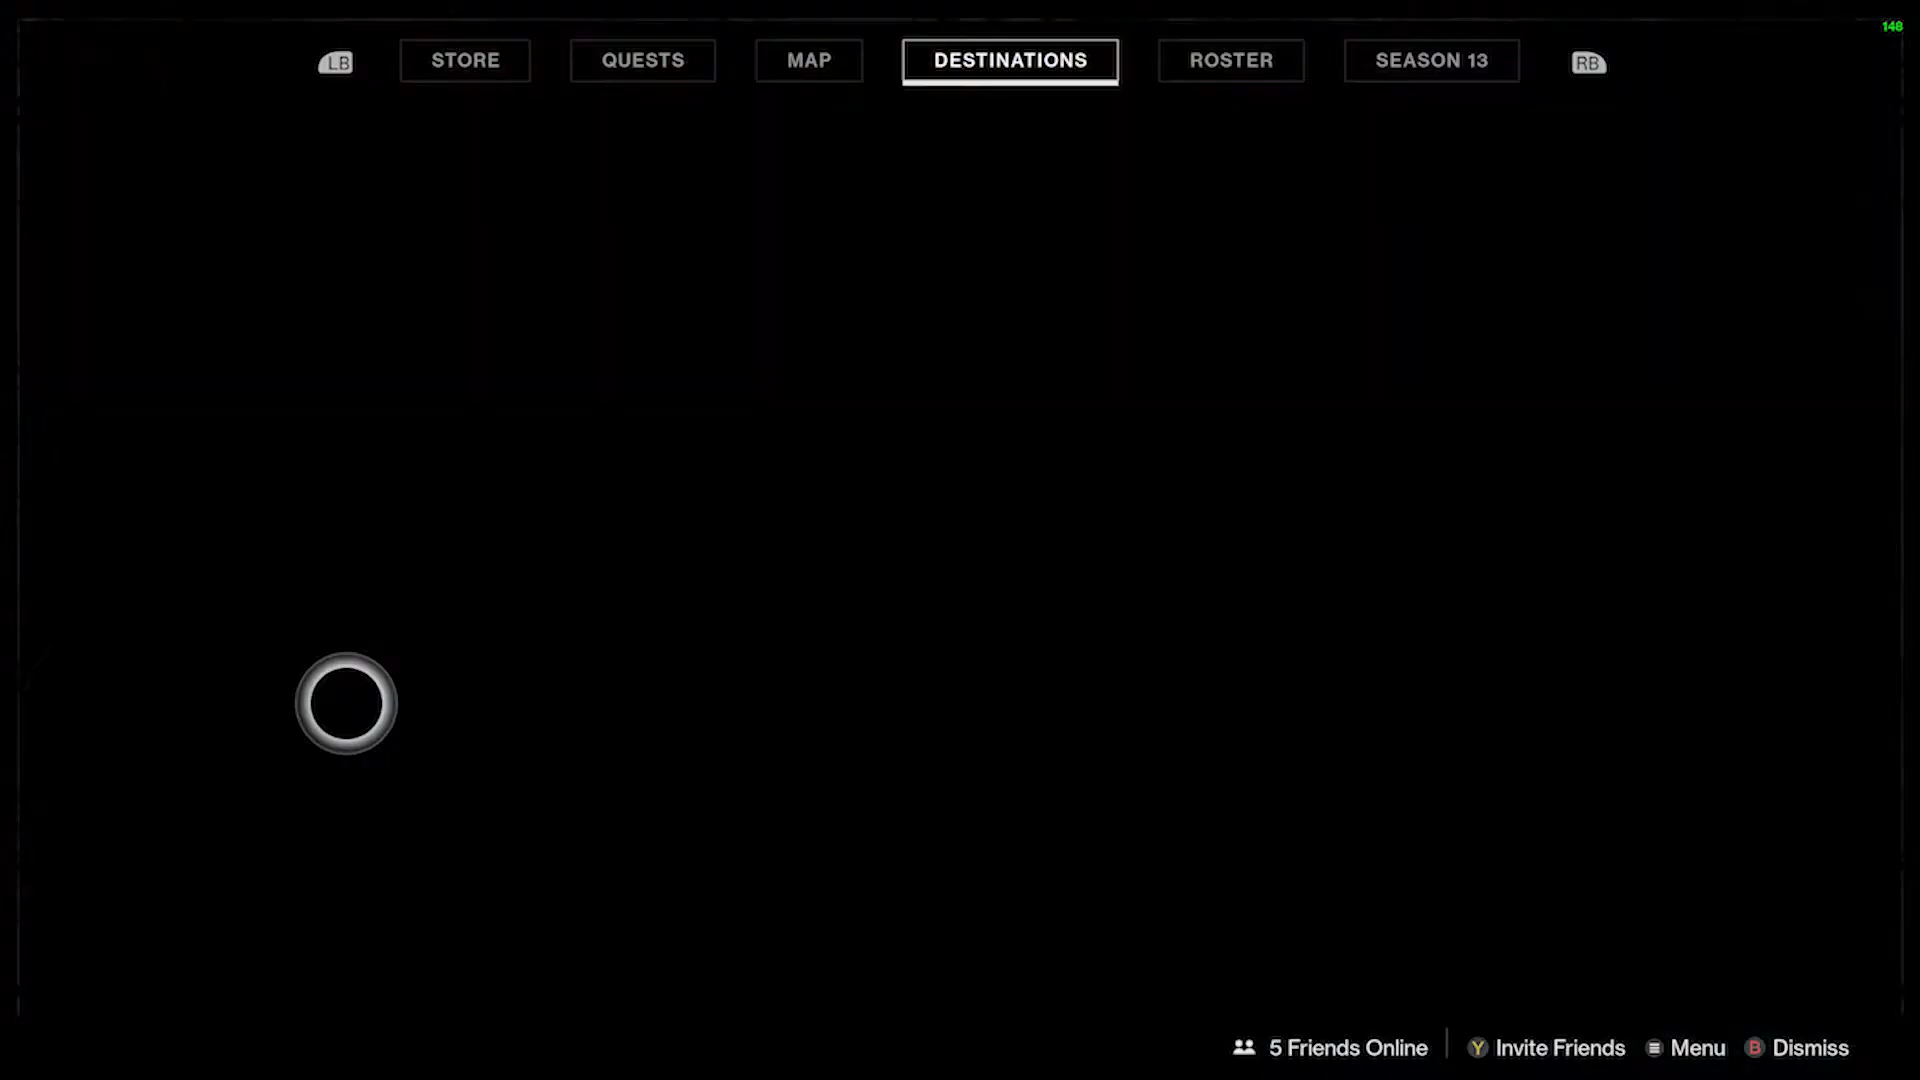 148
LB STORE QUESTS MAP DESTINATIONS ROSTER SEASON 13 RB
5 Friends Online Y Invite Friends Menu B Dismiss